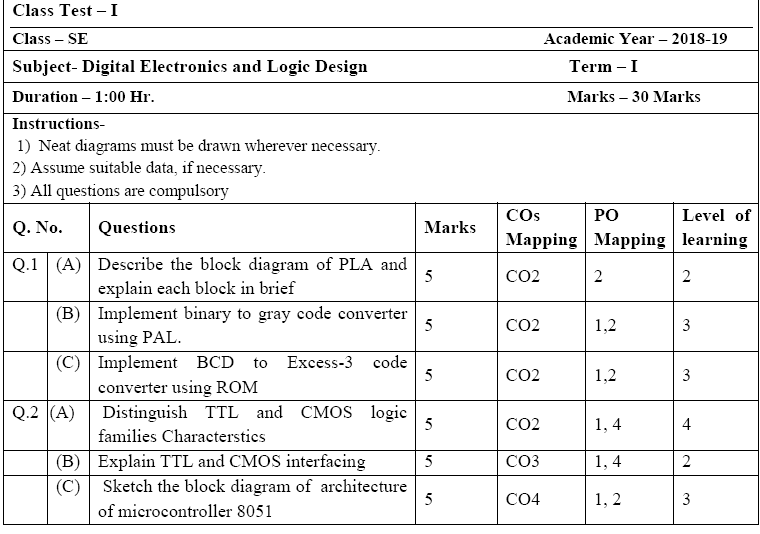 Class Test – I
Class – SE Academic Year – 2018-19
Subject- Digital Electronics and Logic Design Term – I
Duration – 1:00 Hr. Marks – 30 Marks
Instructions-
1) Neat diagrams must be drawn wherever necessary.
2) Assume suitable data, if necessary.
3) All questions are compulsory
Q. No. Questions Marks COs Mapping PO Mapping Level of learning
Q.1 (A) Describe the block diagram of PLA and
explain each block in brief 5 CO2 2 2
(B) Implement binary to gray code converter
using PAL. 5 CO2 1,2 3
(C) Implement BCD to Excess-3 code
converter using ROM 5 CO2 1,2 3
Q.2 (A) Distinguish TTL and CMOS logic
families Characterstics 5 CO2 1, 4 4
(B) Explain TTL and CMOS interfacing 5 CO3 1, 4 2
(C) Sketch the block diagram of architecture
of microcontroller 8051 5 CO4 1, 2 3